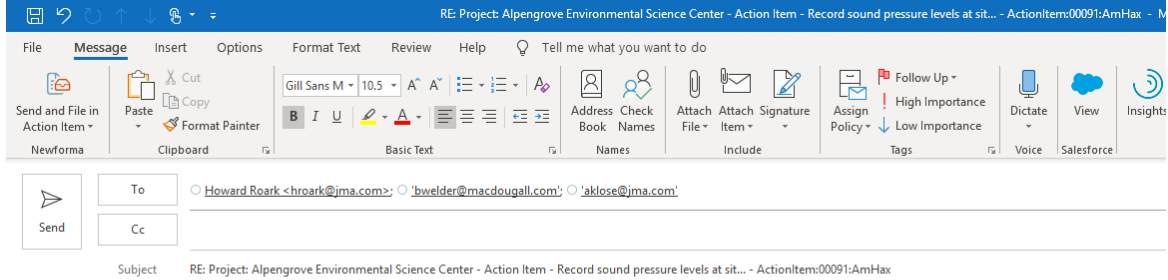 RE: Project: Alpengrove Environmental Science Center - Action Item - Record sound pressure levels at sit... - ActionItem:00091:AmHax - M
File Message Insert Options Format Text Review Help Tell me what you want to do
Send and File in Action Item
Newforma
Paste
Cut
Copy
Format Painter
Clipboard
Gill Sans M 10.5 A^ A˅
B I U A
Basic Text
Address Book
Check Names
Names
Attach File
Attach Item
Signature
Include
Assign Policy
Follow Up
High Importance
Low Importance
Tags
Dictate
Voice
View
Salesforce
Insights
Send
To Howard Roark <hroark@jma.com>; 'bwelder@macdougall.com'; 'aklose@jma.com'
Cc
Subject RE: Project: Alpengrove Environmental Science Center - Action Item - Record sound pressure levels at sit... - ActionItem:00091:AmHax